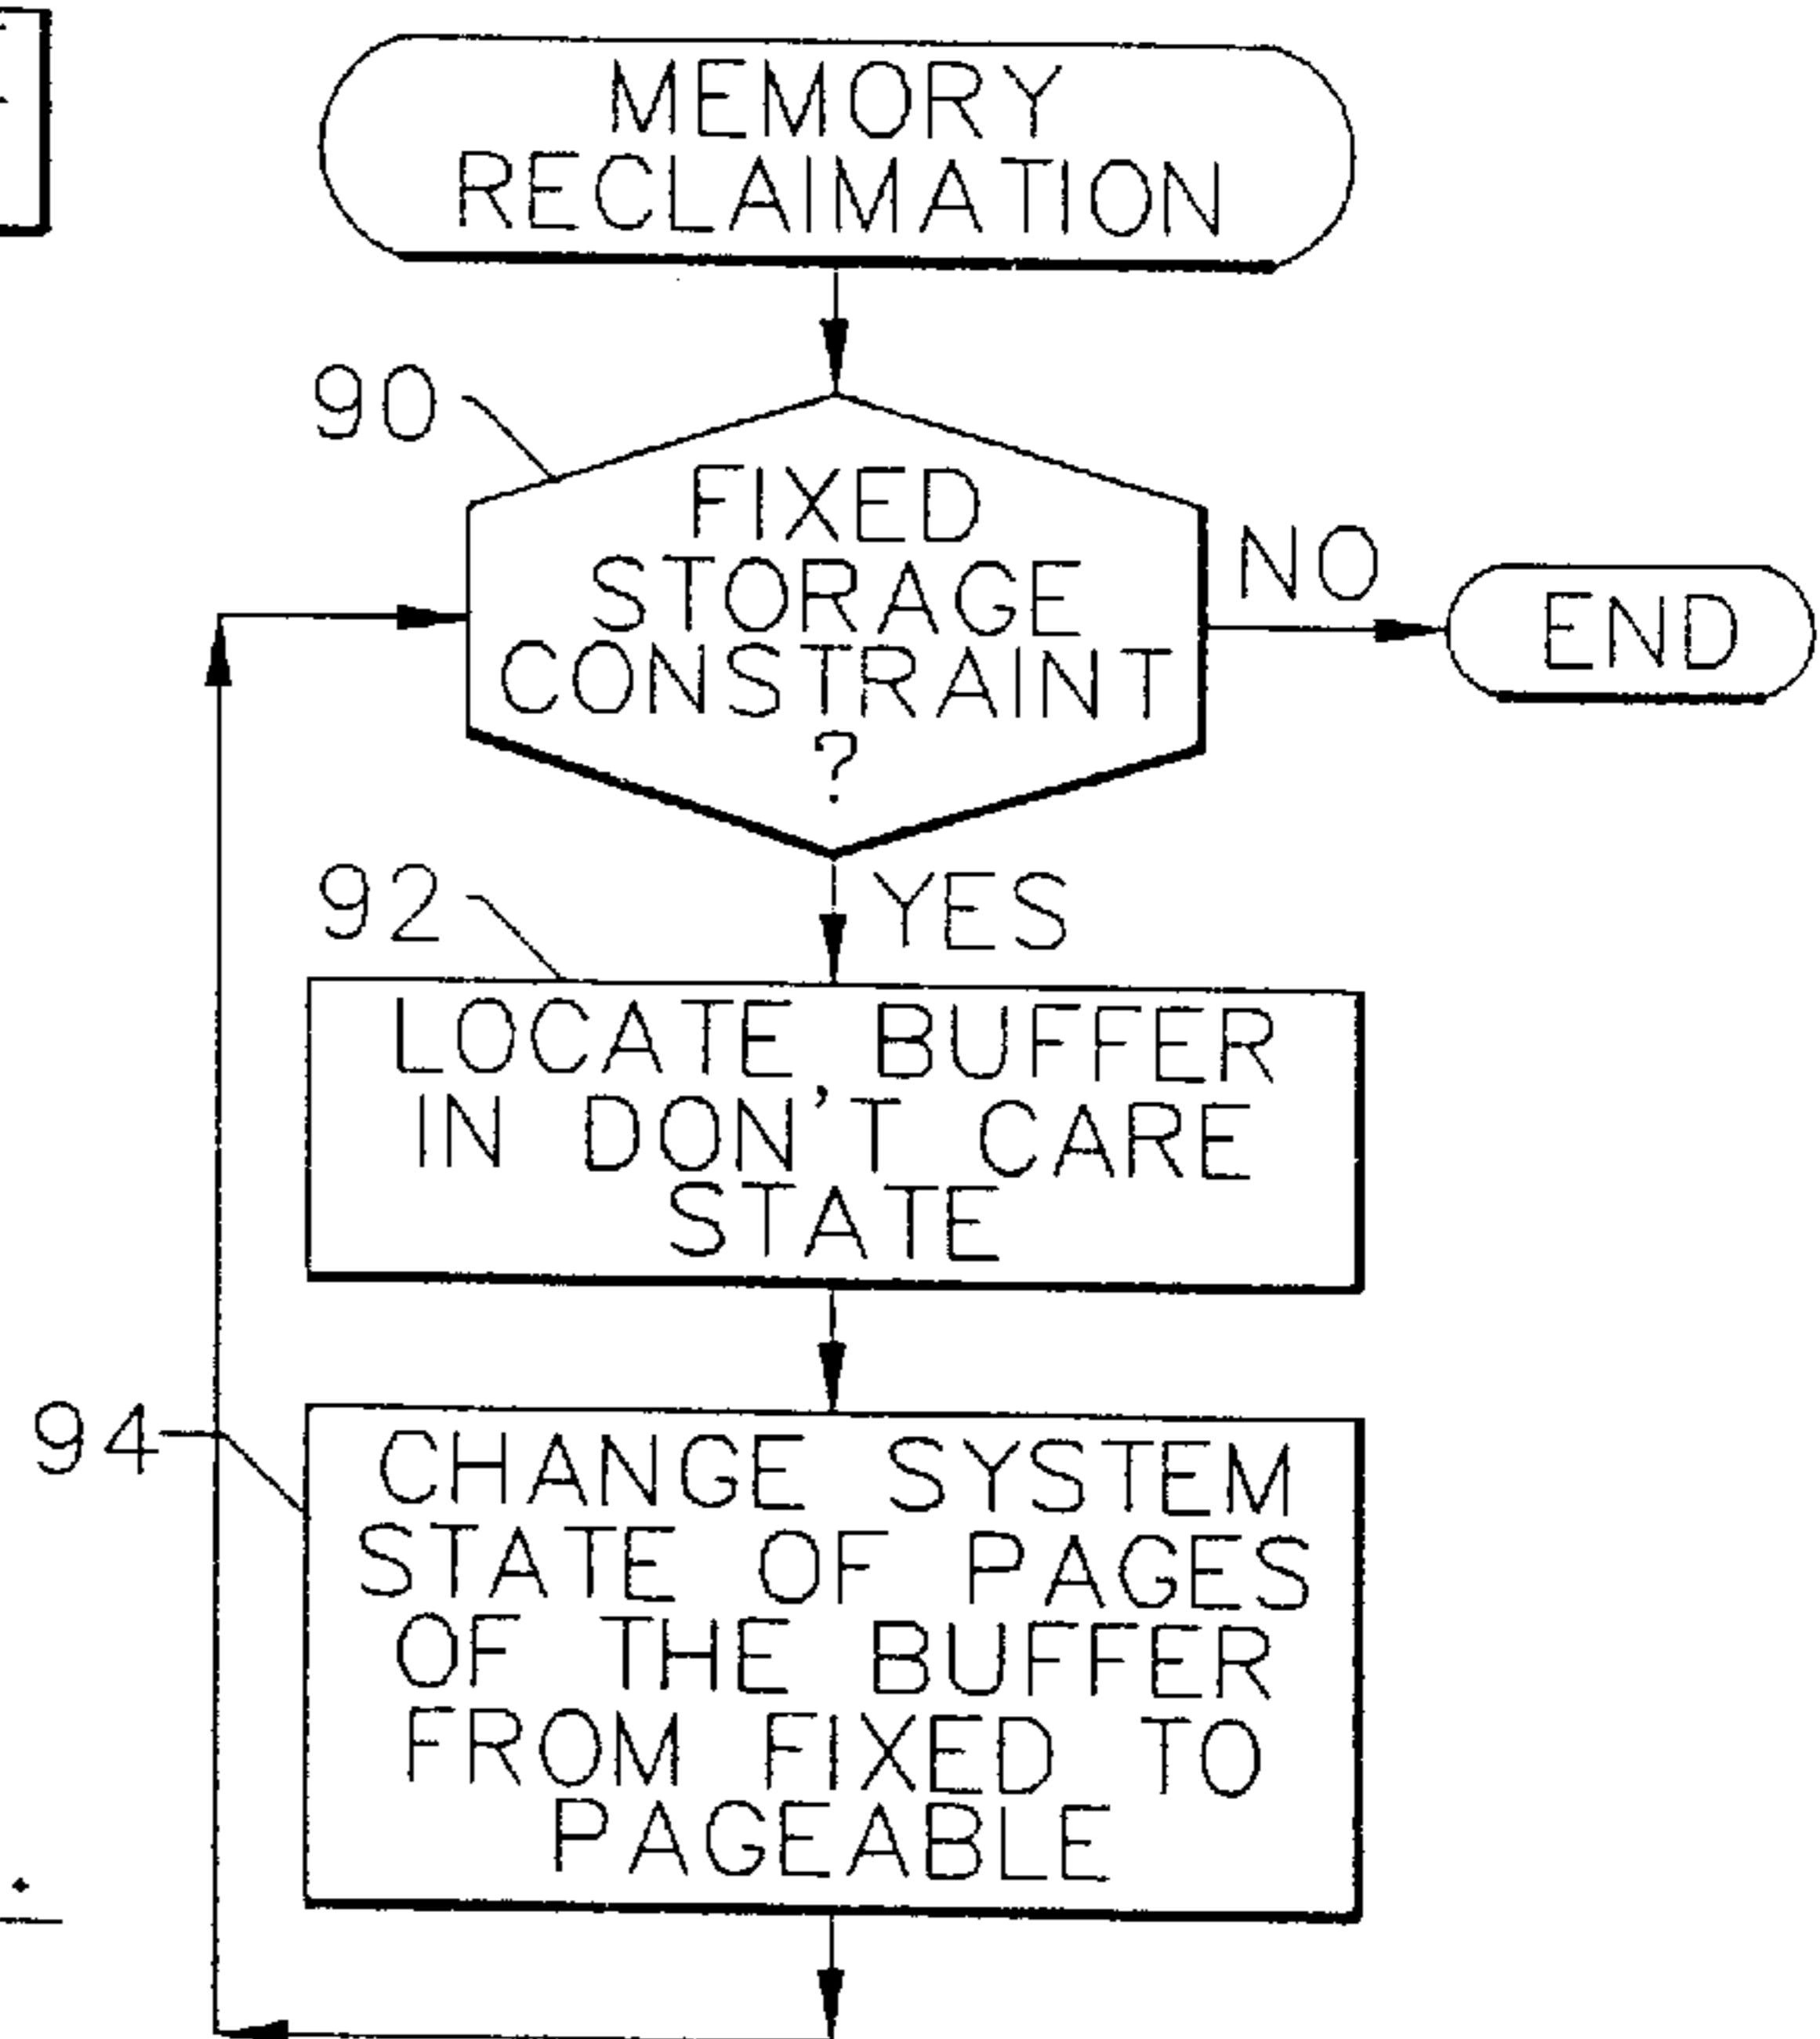 MEMORY
RECLAIMATION
90
FIXED
STORAGE
CONSTRAINT
?
NO
END
92
YES
LOCATE BUFFER
IN DON'T CARE
STATE
94
CHANGE SYSTEM
STATE OF PAGES
OF THE BUFFER
FROM FIXED TO
PAGEABLE